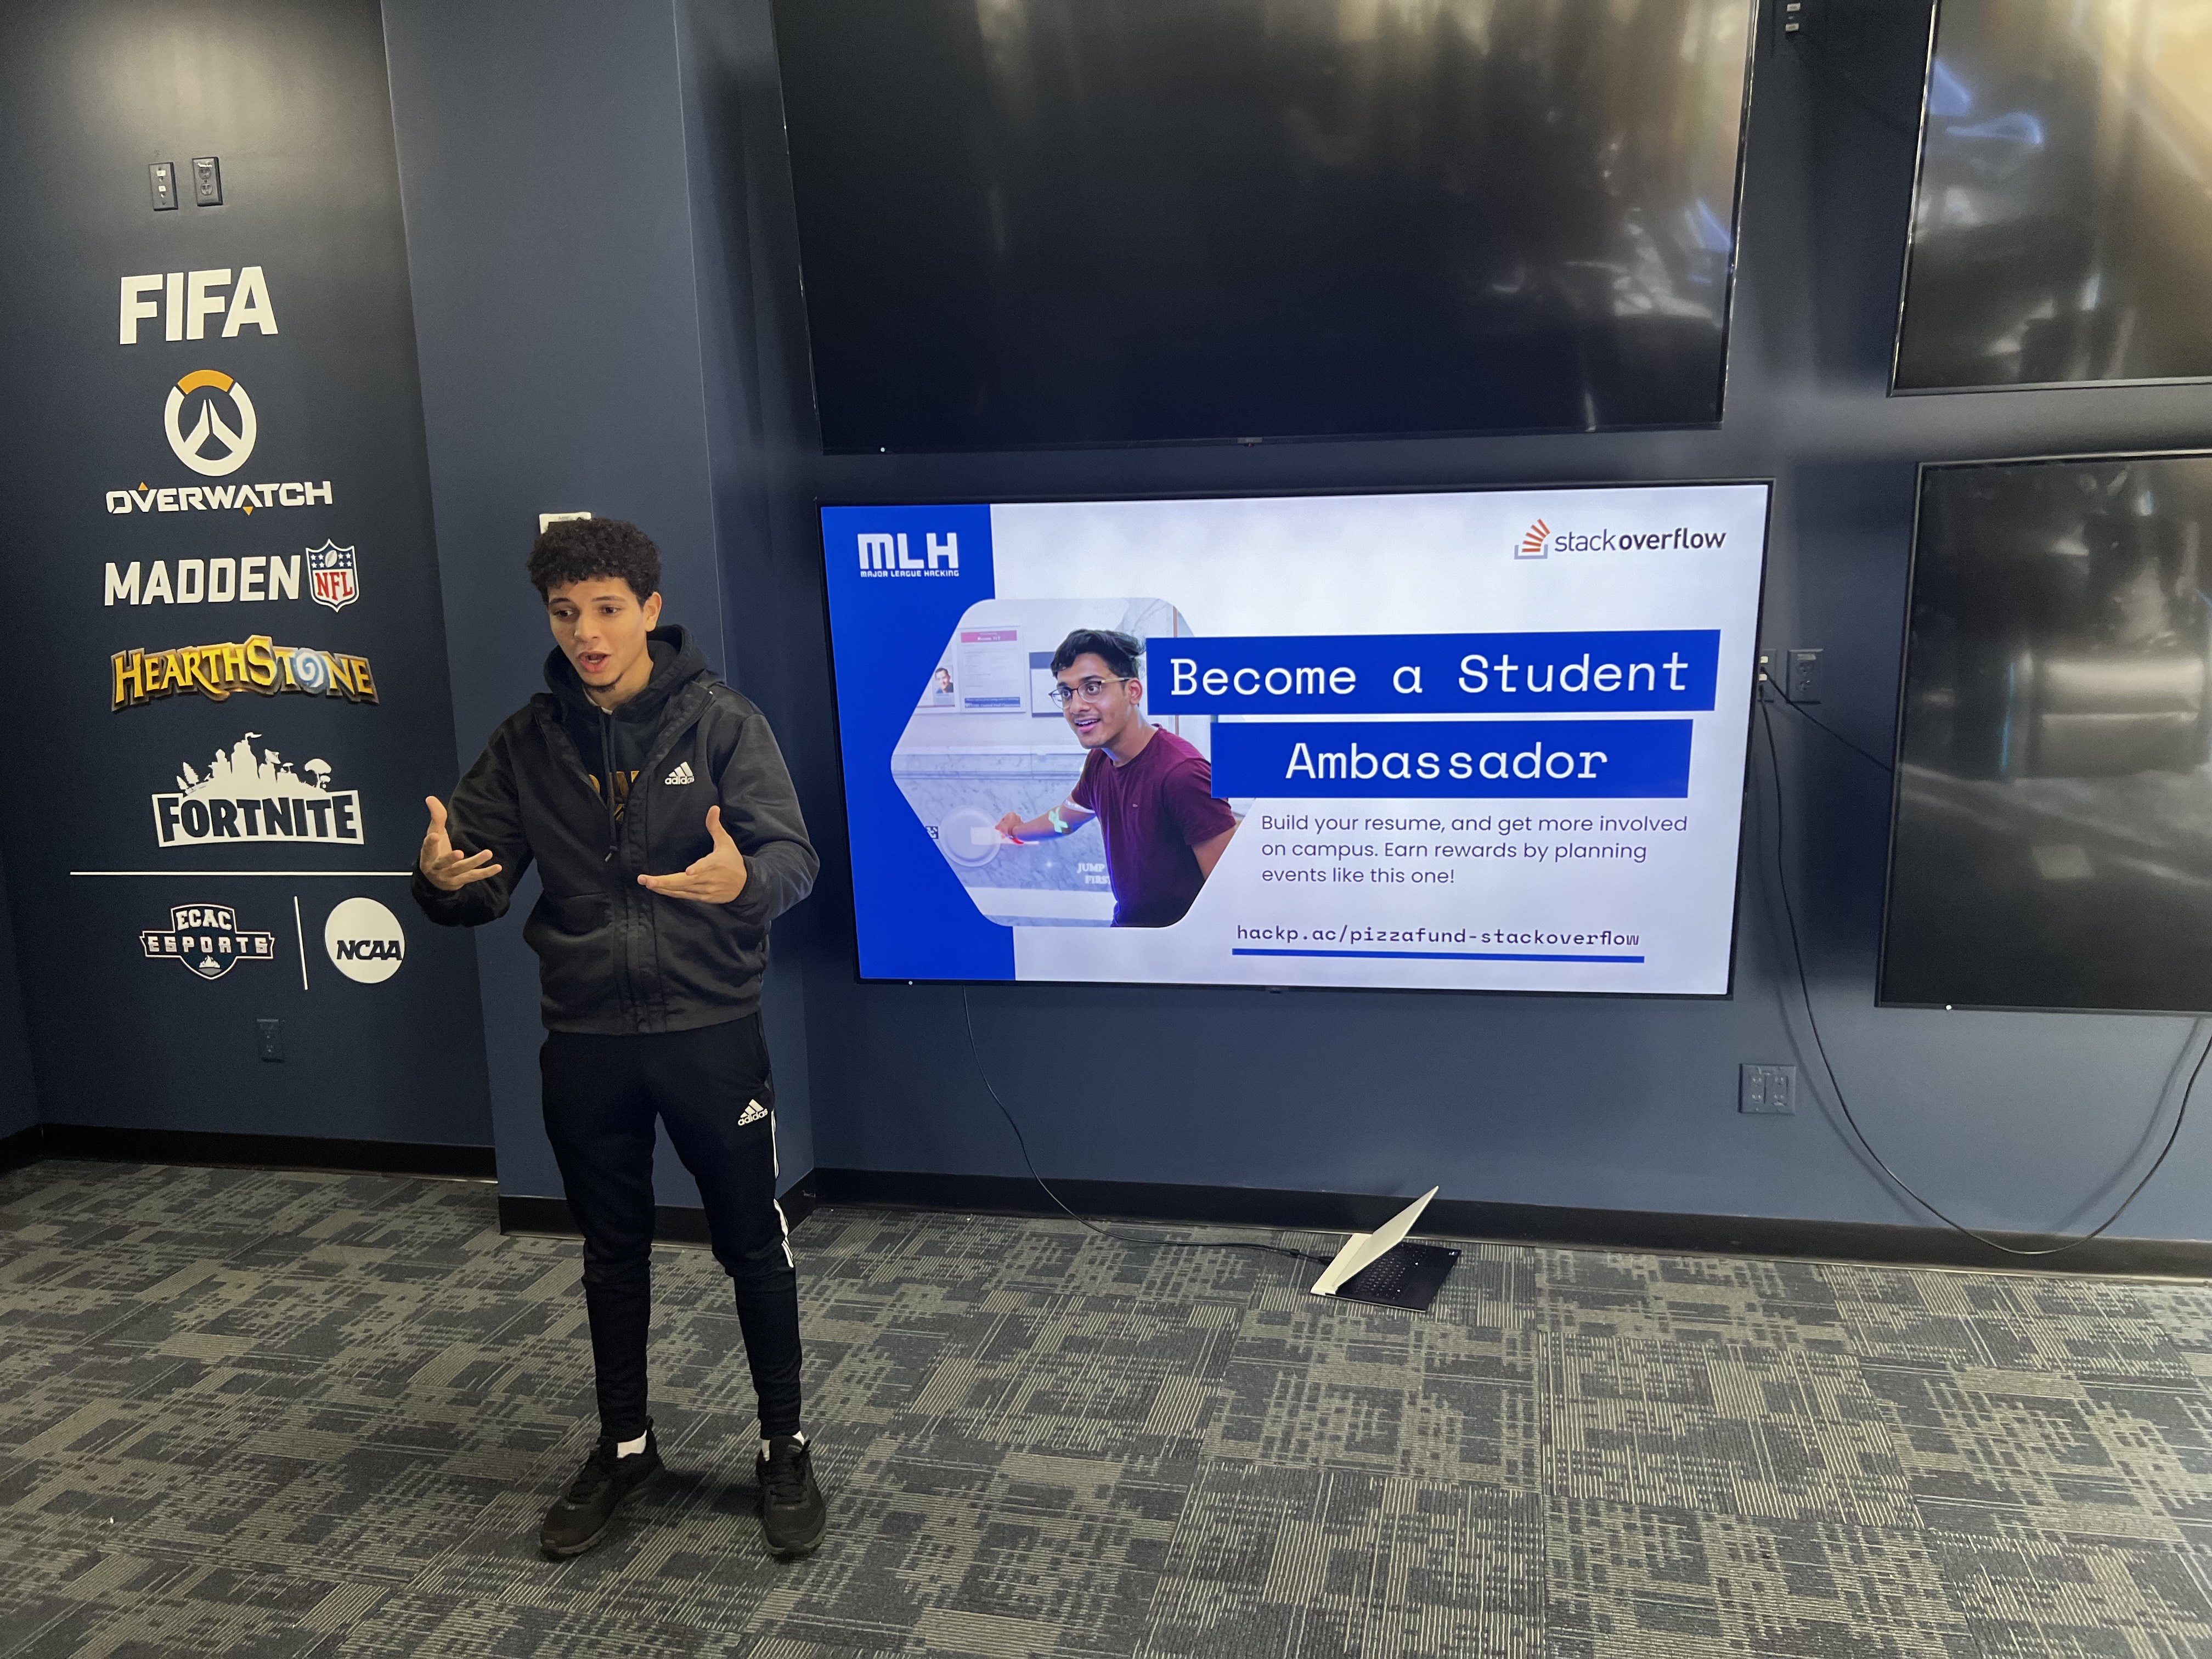 FIFA
OVERWATCH
MADDEN NFL
HEARTHSTONE
FORTNITE
ECAC
ESPORTS
NCAA
adidas
adidas
MLH
MAJOR LEAGUE HACKING
stackoverflow
Become a Student
Ambassador
Build your resume, and get more involved
on campus. Earn rewards by planning
events like this one!
hackp.ac/pizzafund-stackoverflow
JUMP
FIRS